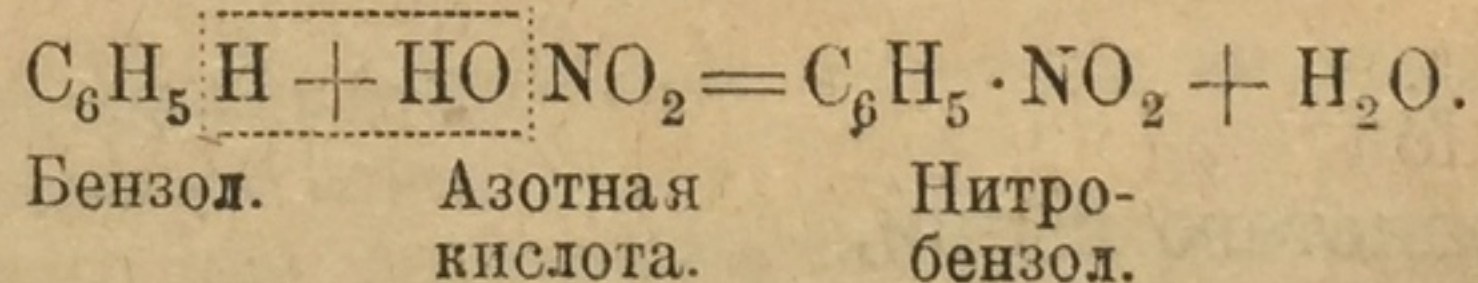 C₆H₅H + HONO₂ = C₆H₅·NO₂ + H₂O.
Бензол. Азотная Нитро-
кислота. бензол.